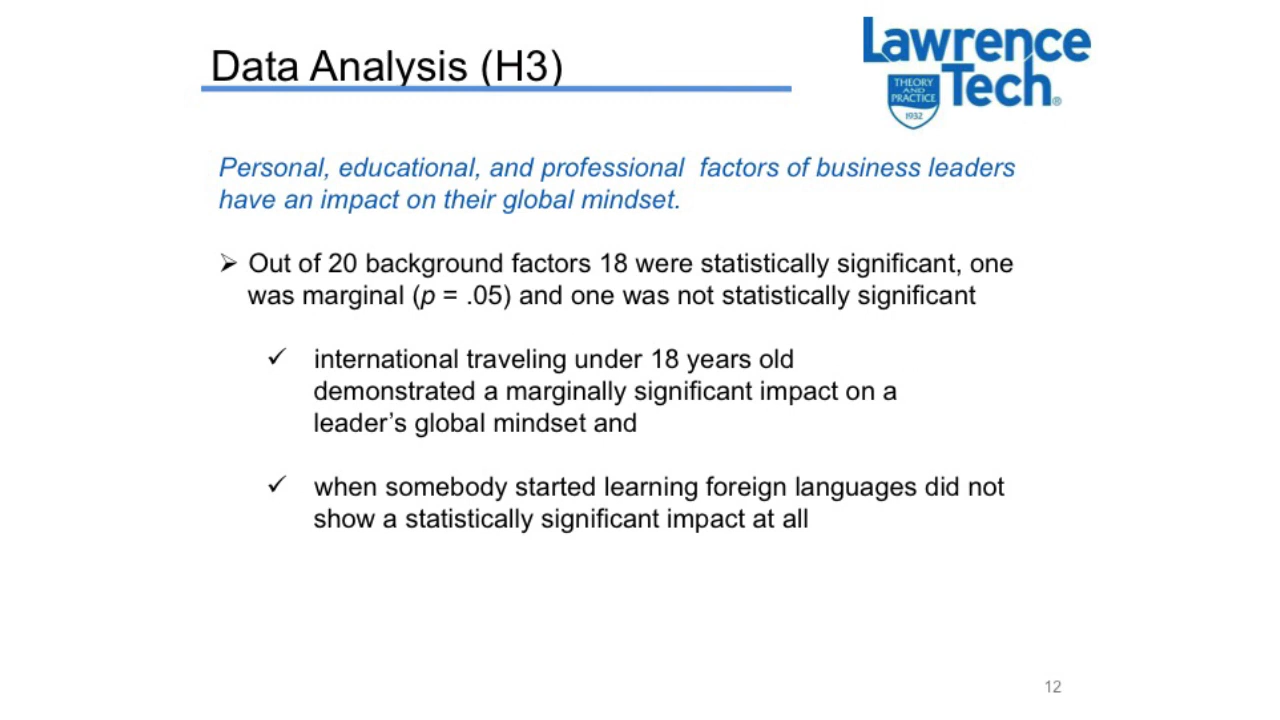 Data Analysis (H3)
Lawrence
Tech®
THEORY
AND
PRACTICE
1932
Personal, educational, and professional  factors of business leaders
have an impact on their global mindset.
➢ Out of 20 background factors 18 were statistically significant, one
was marginal (p = .05) and one was not statistically significant
✓ international traveling under 18 years old
demonstrated a marginally significant impact on a
leader’s global mindset and
✓ when somebody started learning foreign languages did not
show a statistically significant impact at all
12